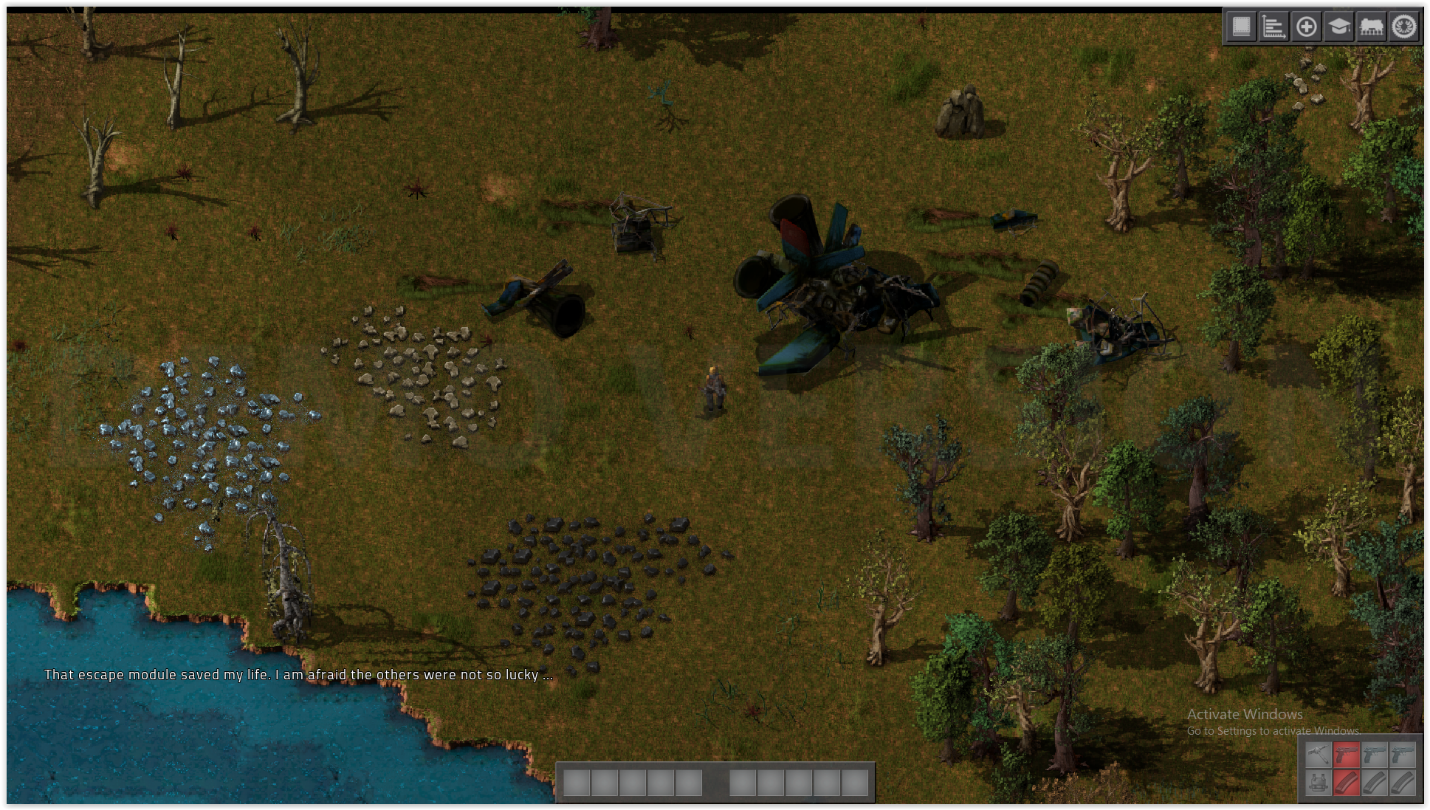 That escape module saved my life. I am afraid the others were not so lucky ...
Activate Windows
Go to Settings to activate Windows.